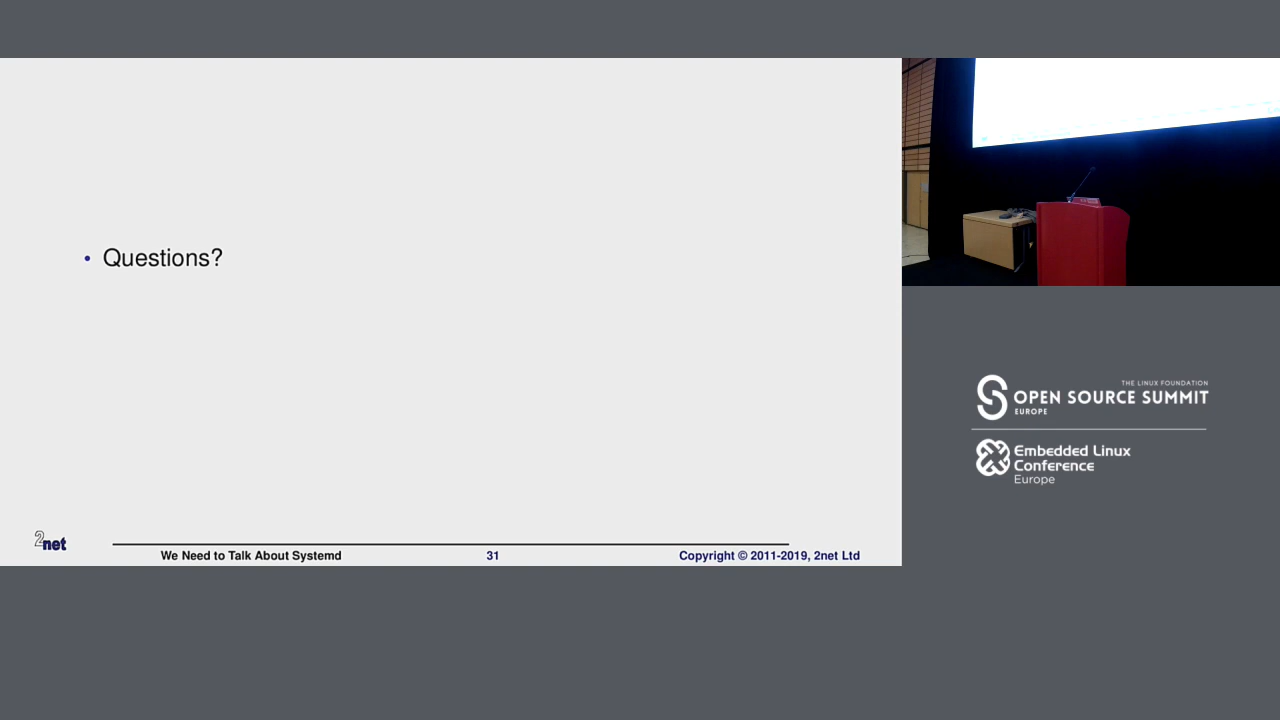 • Questions?
2net
We Need to Talk About Systemd 31 Copyright © 2011-2019, 2net Ltd
THE LINUX FOUNDATION
OPEN SOURCE SUMMIT
EUROPE
Embedded Linux
Conference
Europe